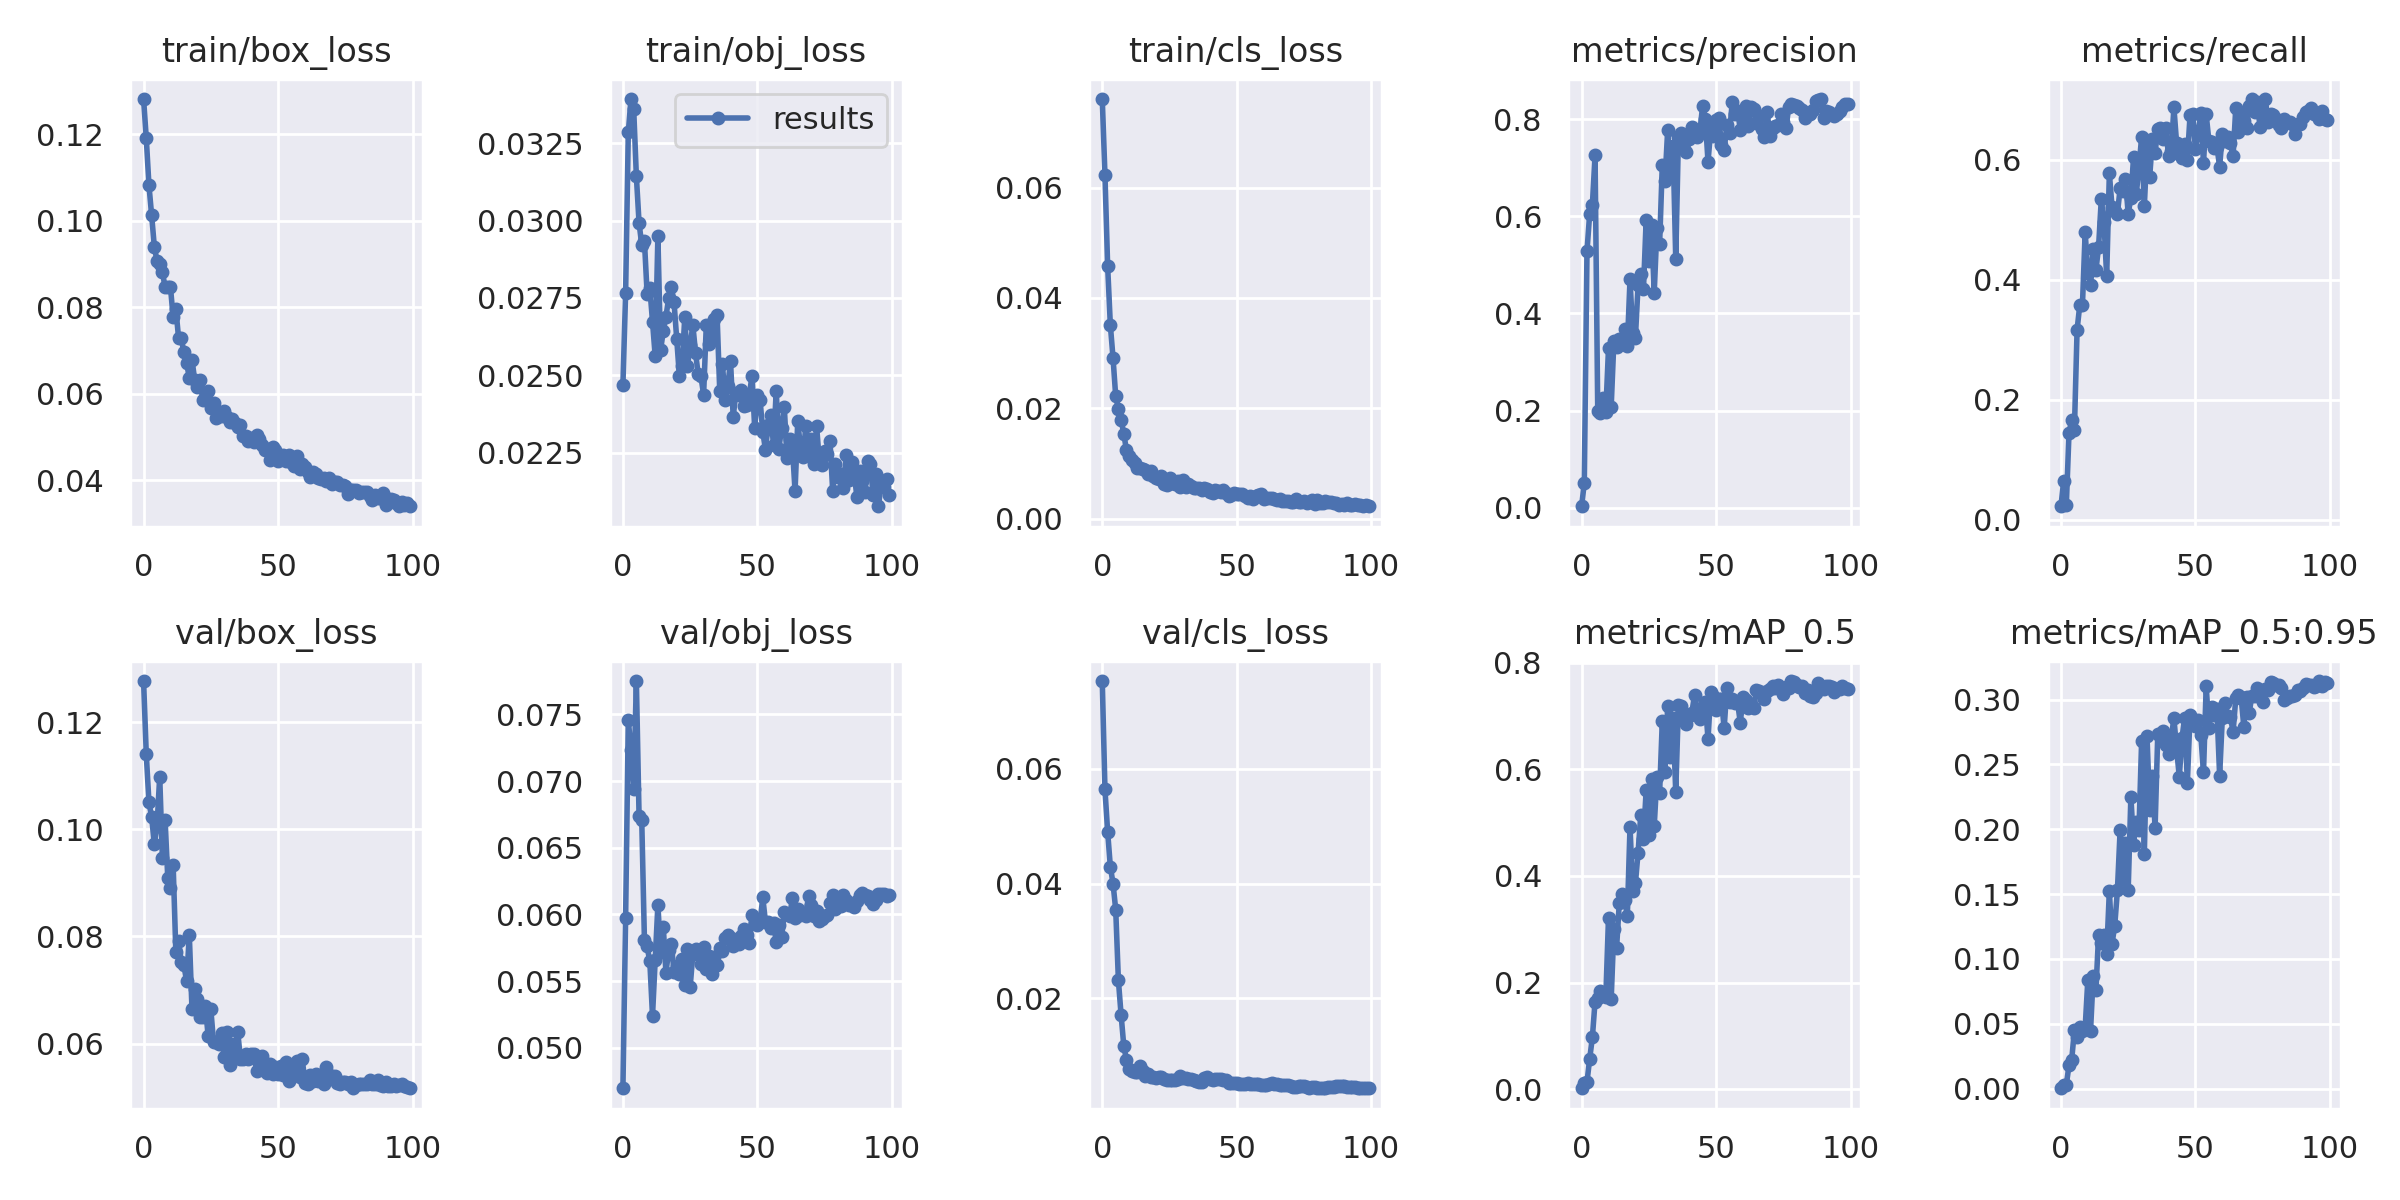 train/box_loss
0.12
0.10
0.08
0.06
0.04
0 50 100
train/obj_loss
results
0.0325
0.0300
0.0275
0.0250
0.0225
0 50 100
train/cls_loss
0.06
0.04
0.02
0.00
0 50 100
metrics/precision
0.8
0.6
0.4
0.2
0.0
0 50 100
metrics/recall
0.6
0.4
0.2
0.0
0 50 100
val/box_loss
0.12
0.10
0.08
0.06
0 50 100
val/obj_loss
0.075
0.070
0.065
0.060
0.055
0.050
0 50 100
val/cls_loss
0.06
0.04
0.02
0 50 100
metrics/mAP_0.5
0.8
0.6
0.4
0.2
0.0
0 50 100
metrics/mAP_0.5:0.95
0.30
0.25
0.20
0.15
0.10
0.05
0.00
0 50 100